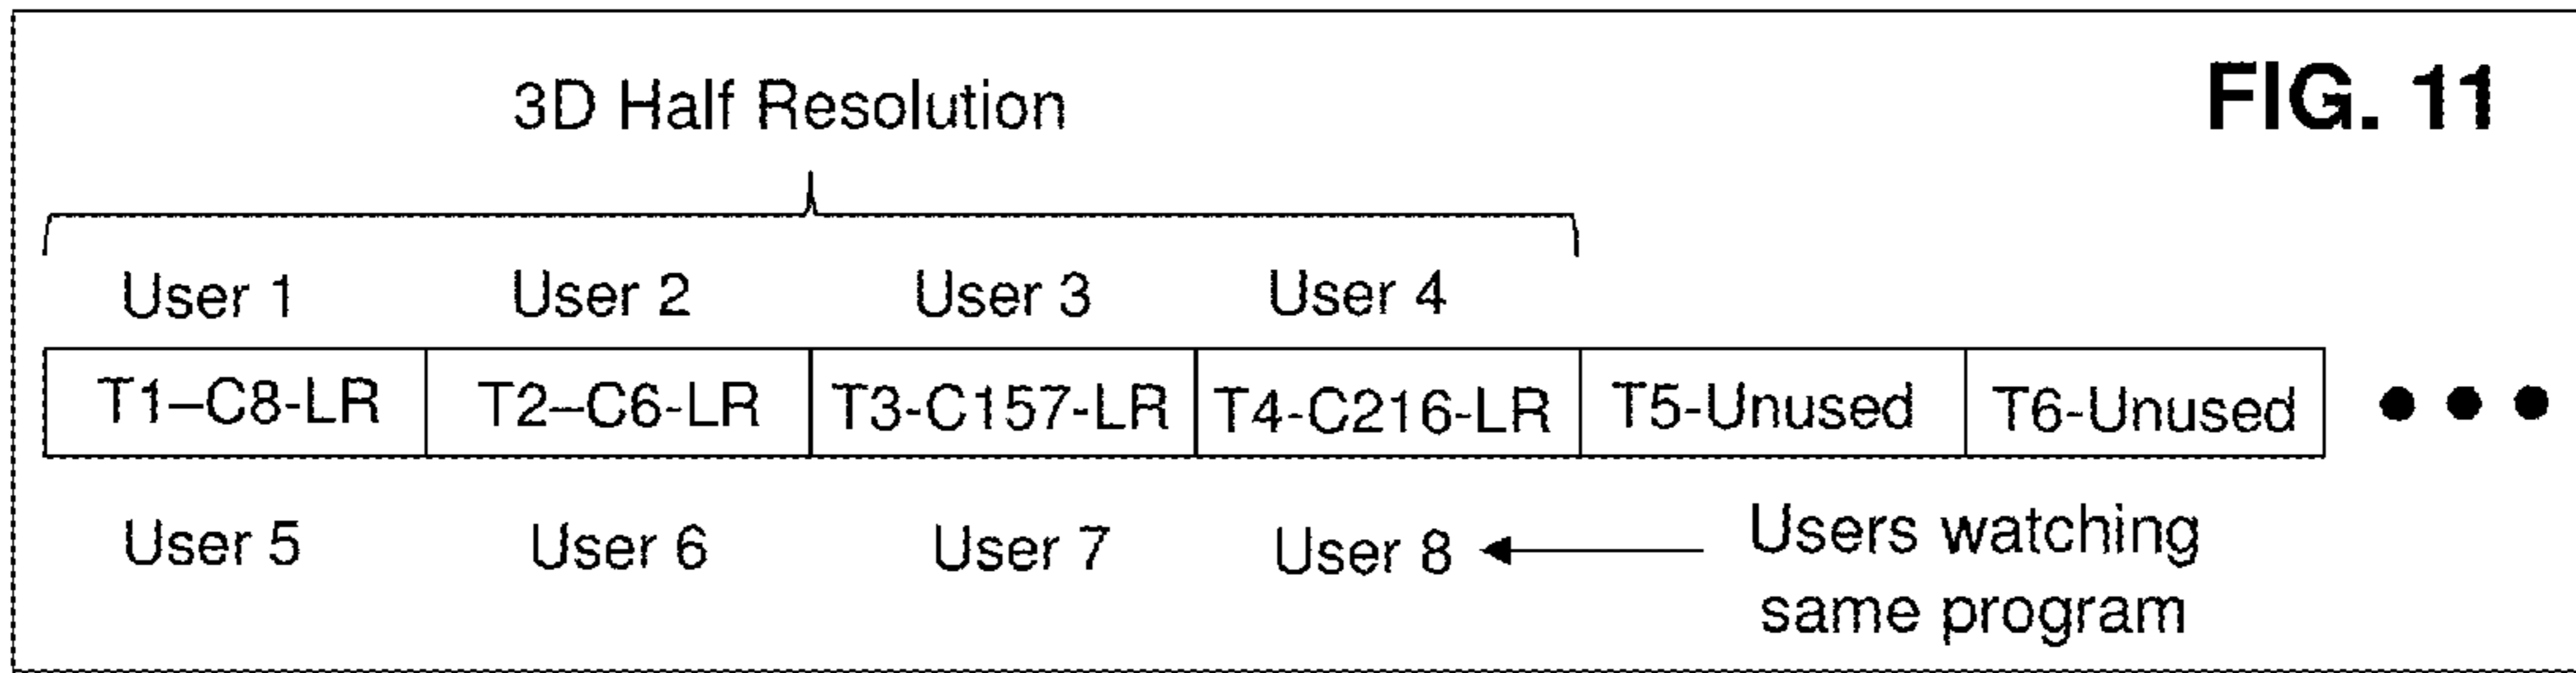 FIG. 11
3D Half Resolution
User 1 User 2 User 3 User 4
T1–C8-LR T2–C6-LR T3-C157-LR T4-C216-LR T5-Unused T6-Unused
User 5 User 6 User 7 User 8 Users watching
same program